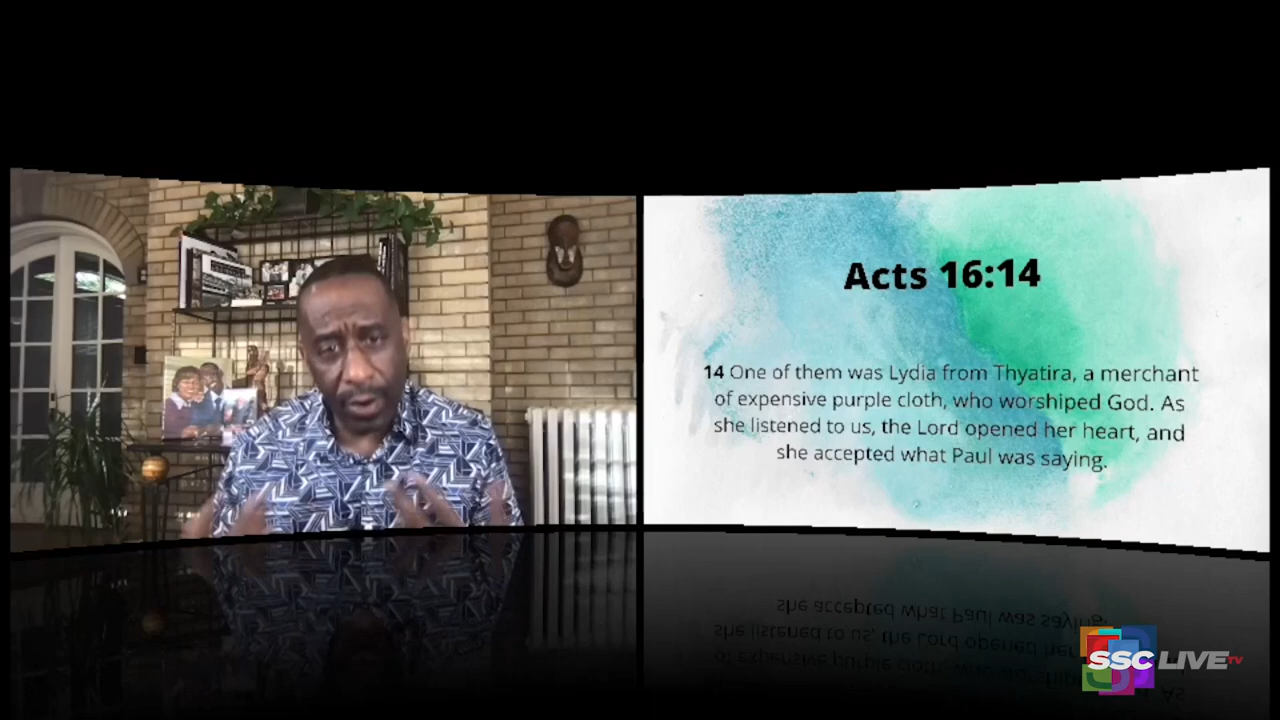 Acts 16:14
14 One of them was Lydia from Thyatira, a merchant
of expensive purple cloth, who worshiped God. As
she listened to us, the Lord opened her heart, and
she accepted what Paul was saying.
SSC LIVE TV